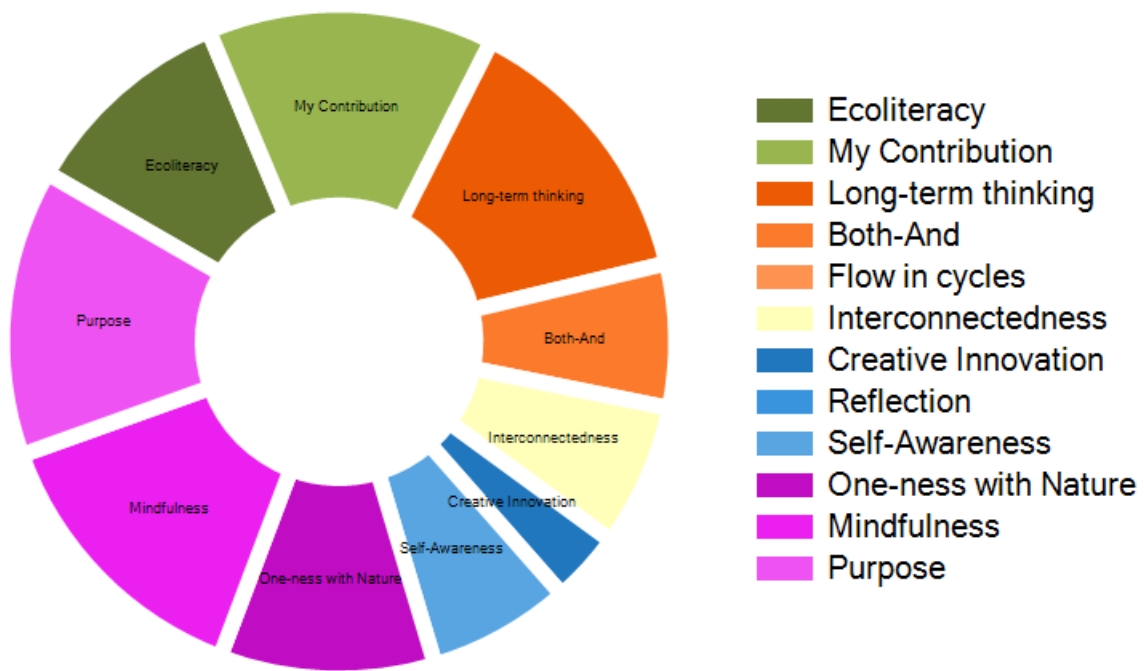 My Contribution
Ecoliteracy
Long-term thinking
Purpose
Both-And
Interconnectedness
Mindfulness
Creative Innovation
Self-Awareness
One-ness with Nature
Ecoliteracy
My Contribution
Long-term thinking
Both-And
Flow in cycles
Interconnectedness
Creative Innovation
Reflection
Self-Awareness
One-ness with Nature
Mindfulness
Purpose